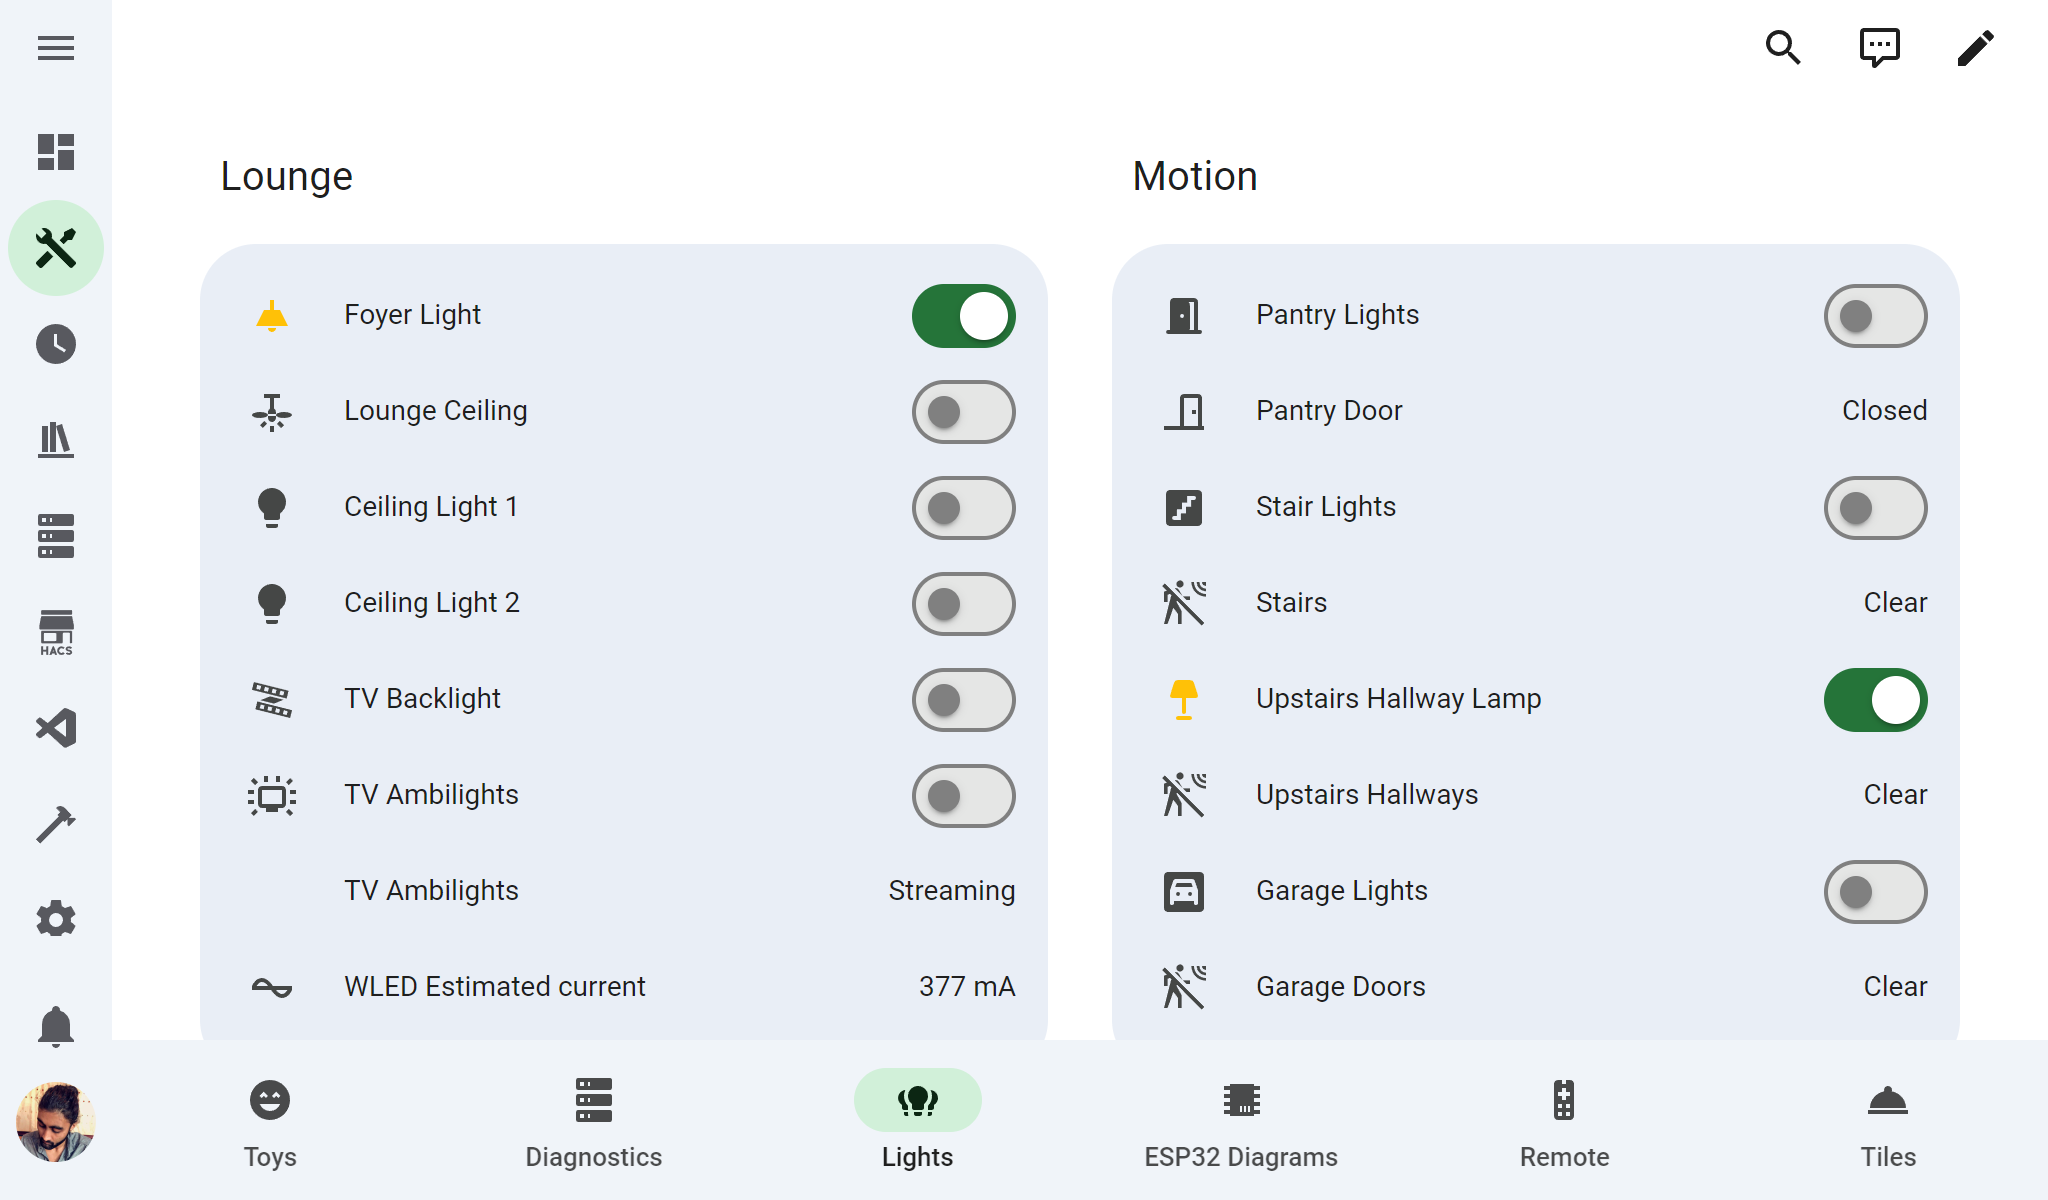 Lounge
Foyer Light
Lounge Ceiling
Ceiling Light 1
Ceiling Light 2
TV Backlight
TV Ambilights
TV Ambilights Streaming
WLED Estimated current 377 mA
Motion
Pantry Lights
Pantry Door Closed
Stair Lights
Stairs Clear
Upstairs Hallway Lamp
Upstairs Hallways Clear
Garage Lights
Garage Doors Clear
HACS
Toys
Diagnostics
Lights
ESP32 Diagrams
Remote
Tiles